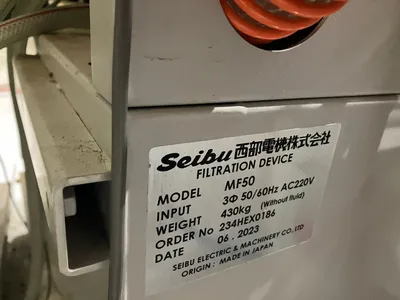 Seibu 西部電機株式会社
FILTRATION DEVICE
MODEL MF50
INPUT 3Φ 50/60Hz AC220V
WEIGHT 430kg (Without fluid)
ORDER No 234HEX0186
DATE 06 . 2023
SEIBU ELECTRIC & MACHINERY CO.,LTD
ORIGIN : MADE IN JAPAN